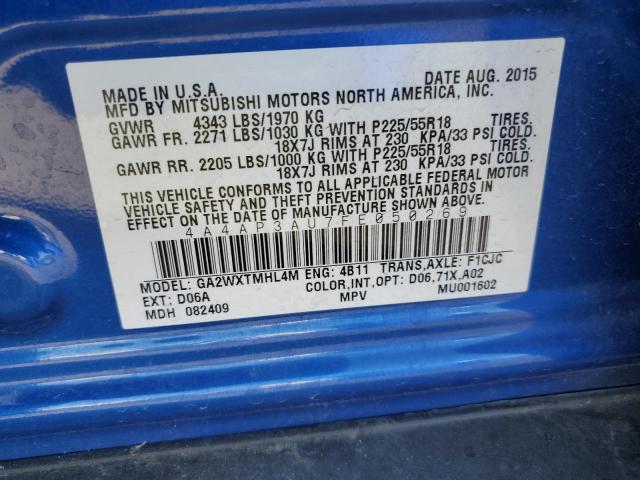 MADE IN U.S.A. DATE AUG. 2015
MFD BY MITSUBISHI MOTORS NORTH AMERICA, INC.
GVWR 4343 LBS/1970 KG
GAWR FR. 2271 LBS/1030 KG WITH P225/55R18 TIRES.
18X7J RIMS AT 230 KPA/33 PSI COLD.
GAWR RR. 2205 LBS/1000 KG WITH P225/55R18 TIRES.
18X7J RIMS AT 230 KPA/33 PSI COLD.
THIS VEHICLE CONFORMS TO ALL APPLICABLE FEDERAL MOTOR
VEHICLE SAFETY AND THEFT PREVENTION STANDARDS IN
EFFECT ON THE DATE OF MANUFACTURE SHOWN ABOVE.
4A4AP3AU7FE050269
MODEL: GA2WXTMHL4M ENG: 4B11 TRANS,AXLE: F1CJC
EXT: D06A COLOR,INT,OPT: D06,71X,A02
MDH 082409 MPV MU001602